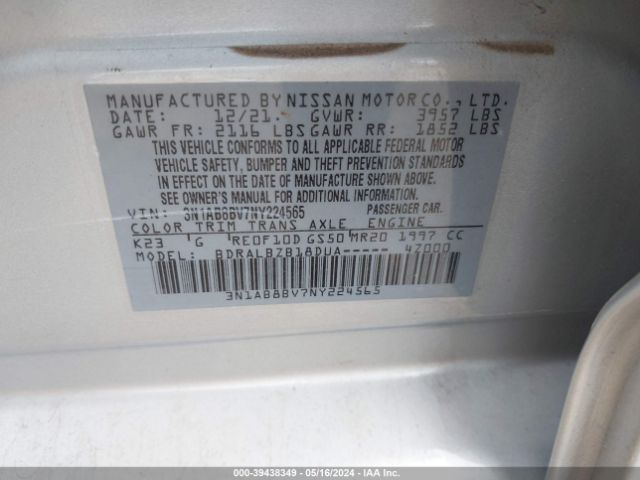 MANUFACTURED BY NISSAN MOTOR CO., LTD.
DATE: 12/21. GVWR: 3957 LBS
GAWR FR: 2116 LBS GAWR RR: 1852 LBS
THIS VEHICLE CONFORMS TO ALL APPLICABLE FEDERAL MOTOR
VEHICLE SAFETY, BUMPER AND THEFT PREVENTION STANDARDS
IN EFFECT ON THE DATE OF MANUFACTURE SHOWN ABOVE.
SEE OWNER'S MANUAL FOR ADDITIONAL INFORMATION.
VIN: 3N1AB8BV7NY224565 PASSENGER CAR.
COLOR TRIM TRANS AXLE ENGINE
K23 G RE0F10D GS50 MR20 1997 CC
MODEL: BDRALBZB18DUA----- 47000
3N1AB8BV7NY224565
IMAGE: 000-39438349 - 05/16/2024 - IAAI.COM